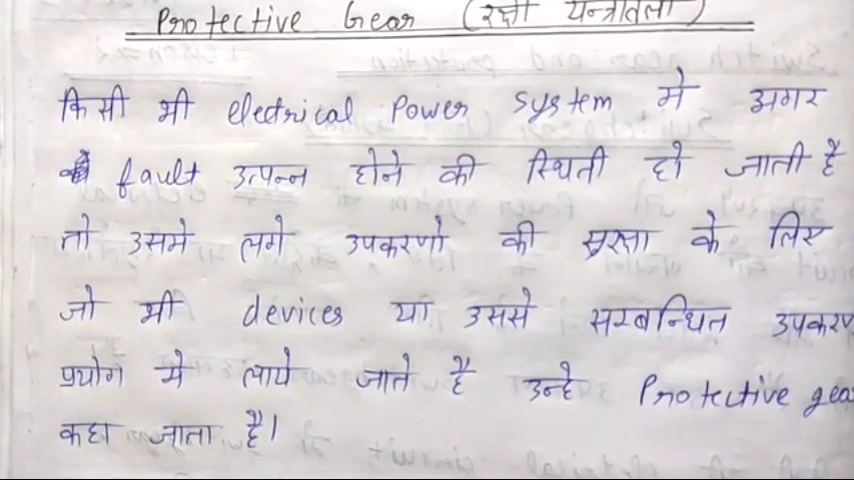 Protective Gear (रक्षी यन्त्रावली)
किसी भी electrical Power system मे अगर
fault उत्पन्न होने की स्थिती हो जाती है
तो उसमे लगे उपकरणो की सुरक्षा के लिए
जो भी devices या उससे सम्बन्धित उपकरण
प्रयोग मे लाये जाते है उन्हे Protective gea
कहा जाता है।